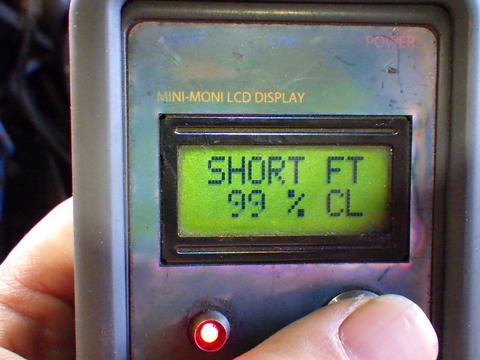 POWER
MINI-MONI LCD DISPLAY
SHORT FT
99 % CL